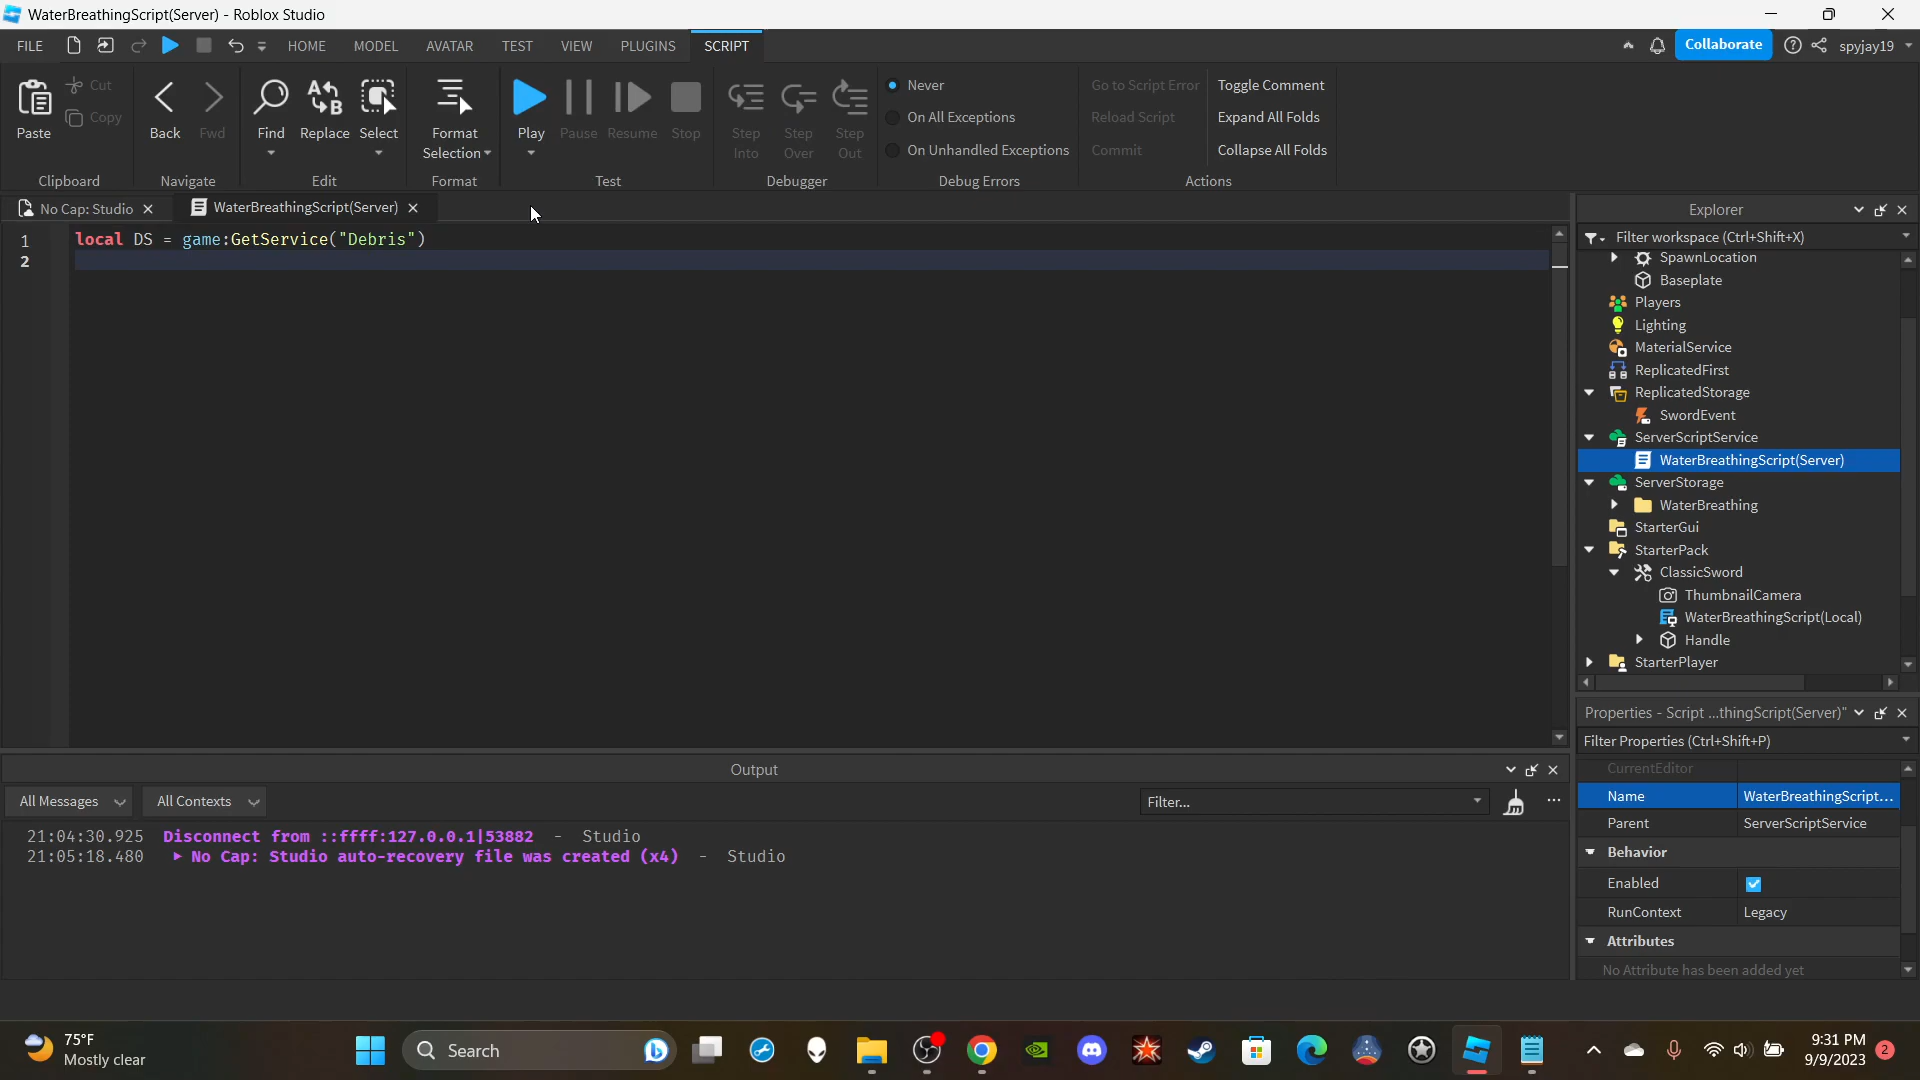 WaterBreathingScript(Server) - Roblox Studio
FILE HOME MODEL AVATAR TEST VIEW PLUGINS SCRIPT Collaborate spyjay19
Paste Cut Copy
Clipboard
Back Fwd
Navigate
Find Replace Select
Edit
Format Selection
Format
Play Pause Resume Stop
Test
Step Into Step Over Step Out
Debugger
Never
On All Exceptions
On Unhandled Exceptions
Debug Errors
Go to Script Error
Reload Script
Commit
Toggle Comment
Expand All Folds
Collapse All Folds
Actions
No Cap: Studio WaterBreathingScript(Server)
1 local DS = game:GetService("Debris")
2
Explorer
Filter workspace (Ctrl+Shift+X)
SpawnLocation
Baseplate
Players
Lighting
MaterialService
ReplicatedFirst
ReplicatedStorage
SwordEvent
ServerScriptService
WaterBreathingScript(Server)
ServerStorage
WaterBreathing
StarterGui
StarterPack
ClassicSword
ThumbnailCamera
WaterBreathingScript(Local)
Handle
StarterPlayer
Properties - Script ...thingScript(Server)"
Filter Properties (Ctrl+Shift+P)
CurrentEditor
Name WaterBreathingScript...
Parent ServerScriptService
Behavior
Enabled
RunContext Legacy
Attributes
No Attribute has been added yet
Output
All Messages All Contexts Filter...
21:04:30.925 Disconnect from ::ffff:127.0.0.1|53882 - Studio
21:05:18.480 No Cap: Studio auto-recovery file was created (x4) - Studio
75°F
Mostly clear
Search
9:31 PM
9/9/2023
2